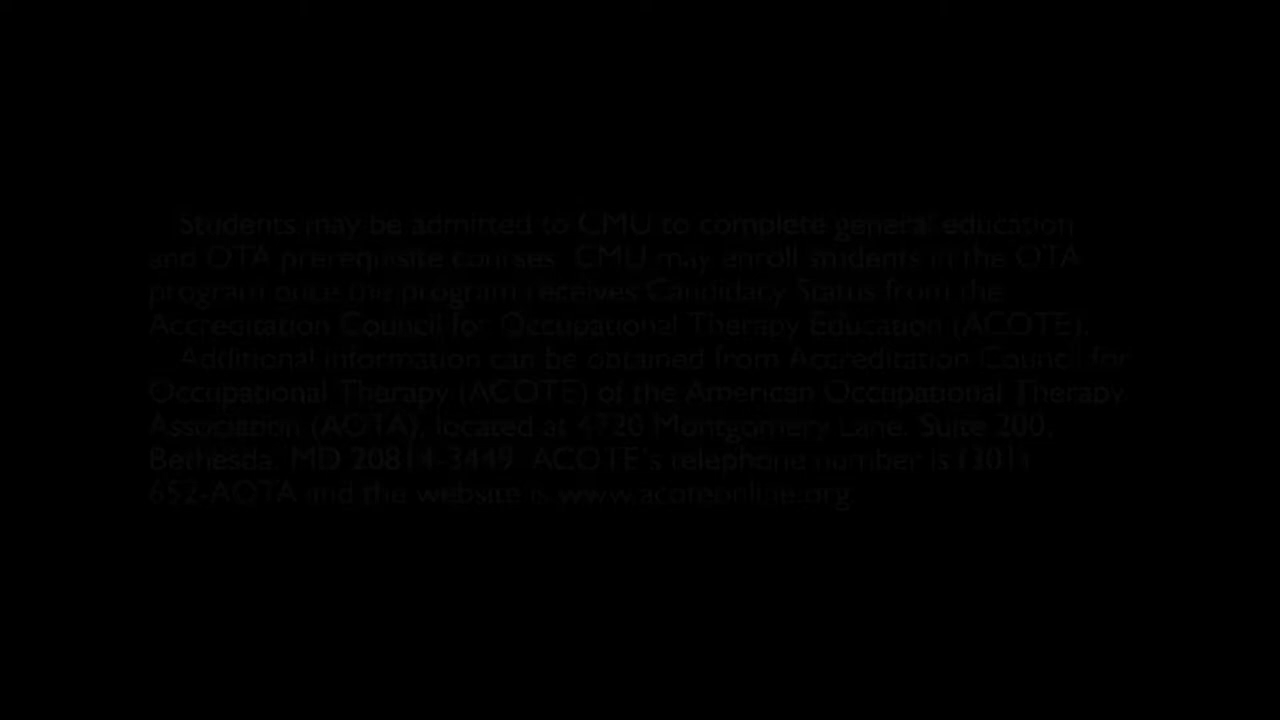 Students may be admitted to CMU to complete general education
and OTA prerequisite courses. CMU may enroll students in the OTA
program once the program receives Candidacy Status from the
Accreditation Council for Occupational Therapy Education (ACOTE).
Additional information can be obtained from Accreditation Council for
Occupational Therapy (ACOTE) of the American Occupational Therapy
Association (AOTA), located at 4720 Montgomery Lane, Suite 200,
Bethesda, MD 20814-3449. ACOTE's telephone number is (301)
652-AOTA and the website is www.acoteonline.org